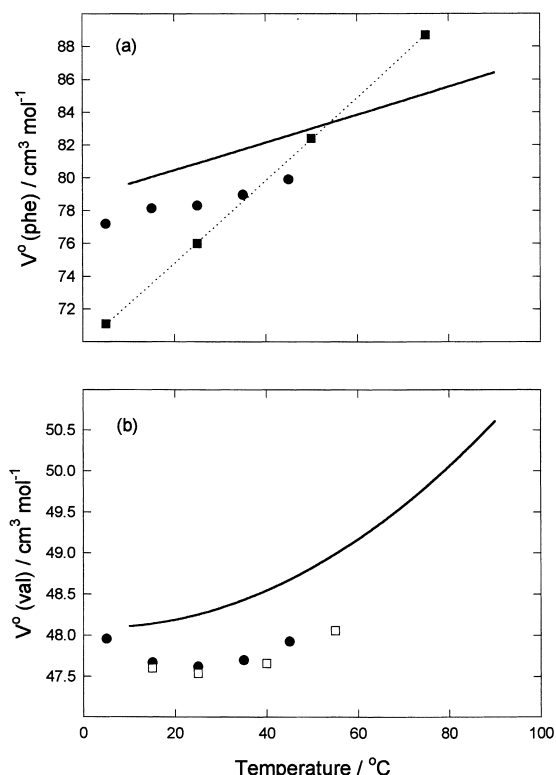 (a)
88
86
84
82
80
78
76
74
72
V° (phe) / cm³ mol⁻¹
(b)
50.5
50.0
49.5
49.0
48.5
48.0
47.5
V° (val) / cm³ mol⁻¹
0 20 40 60 80 100
Temperature / °C